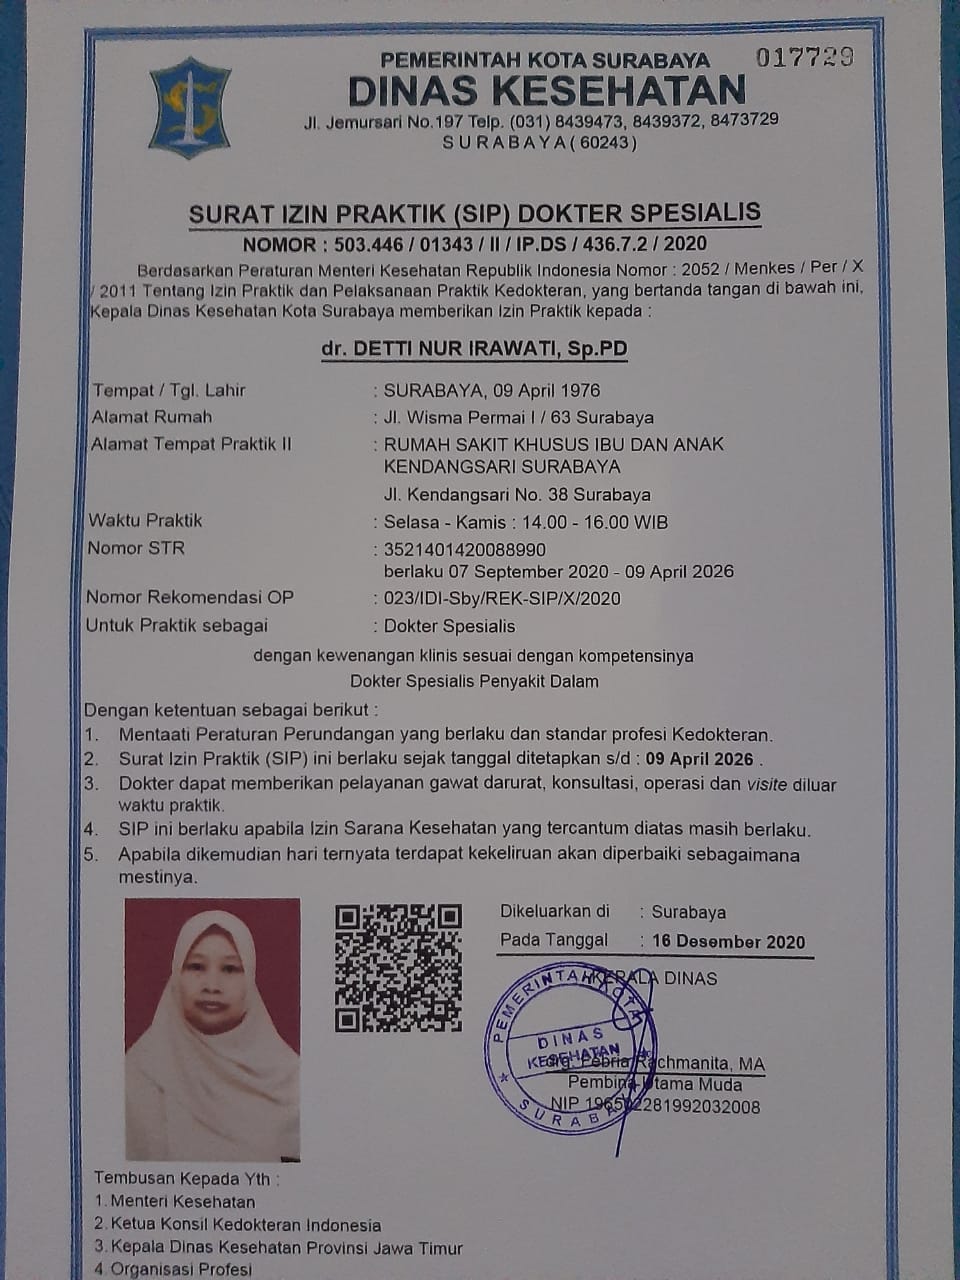 PEMERINTAH KOTA SURABAYA
017729
DINAS KESEHATAN
Jl. Jemursari No.197 Telp. (031) 8439473, 8439372, 8473729
SURABAYA (60243)
SURAT IZIN PRAKTIK (SIP) DOKTER SPESIALIS
NOMOR : 503.446 / 01343 / II / IP.DS / 436.7.2 / 2020
Berdasarkan Peraturan Menteri Kesehatan Republik Indonesia Nomor : 2052 / Menkes / Per / X
/ 2011 Tentang Izin Praktik dan Pelaksanaan Praktik Kedokteran, yang bertanda tangan di bawah ini,
Kepala Dinas Kesehatan Kota Surabaya memberikan Izin Praktik kepada :
dr. DETTI NUR IRAWATI, Sp.PD
Tempat / Tgl. Lahir : SURABAYA, 09 April 1976
Alamat Rumah : Jl. Wisma Permai I / 63 Surabaya
Alamat Tempat Praktik II : RUMAH SAKIT KHUSUS IBU DAN ANAK
KENDANGSARI SURABAYA
Jl. Kendangsari No. 38 Surabaya
Waktu Praktik : Selasa - Kamis : 14.00 - 16.00 WIB
Nomor STR : 3521401420088990
berlaku 07 September 2020 - 09 April 2026
Nomor Rekomendasi OP : 023/IDI-Sby/REK-SIP/X/2020
Untuk Praktik sebagai : Dokter Spesialis
dengan kewenangan klinis sesuai dengan kompetensinya
Dokter Spesialis Penyakit Dalam
Dengan ketentuan sebagai berikut :
1. Mentaati Peraturan Perundangan yang berlaku dan standar profesi Kedokteran.
2. Surat Izin Praktik (SIP) ini berlaku sejak tanggal ditetapkan s/d : 09 April 2026 .
3. Dokter dapat memberikan pelayanan gawat darurat, konsultasi, operasi dan visite diluar
waktu praktik.
4. SIP ini berlaku apabila Izin Sarana Kesehatan yang tercantum diatas masih berlaku.
5. Apabila dikemudian hari ternyata terdapat kekeliruan akan diperbaiki sebagaimana
mestinya.
Dikeluarkan di : Surabaya
Pada Tanggal : 16 Desember 2020
KEPALA DINAS
PEMERINTAH KOTA
DINAS
KESEHATAN
SURABAYA
drg. Febria Rachmanita, MA
Pembina Utama Muda
NIP 196502281992032008
Tembusan Kepada Yth :
1. Menteri Kesehatan
2. Ketua Konsil Kedokteran Indonesia
3. Kepala Dinas Kesehatan Provinsi Jawa Timur
4. Organisasi Profesi